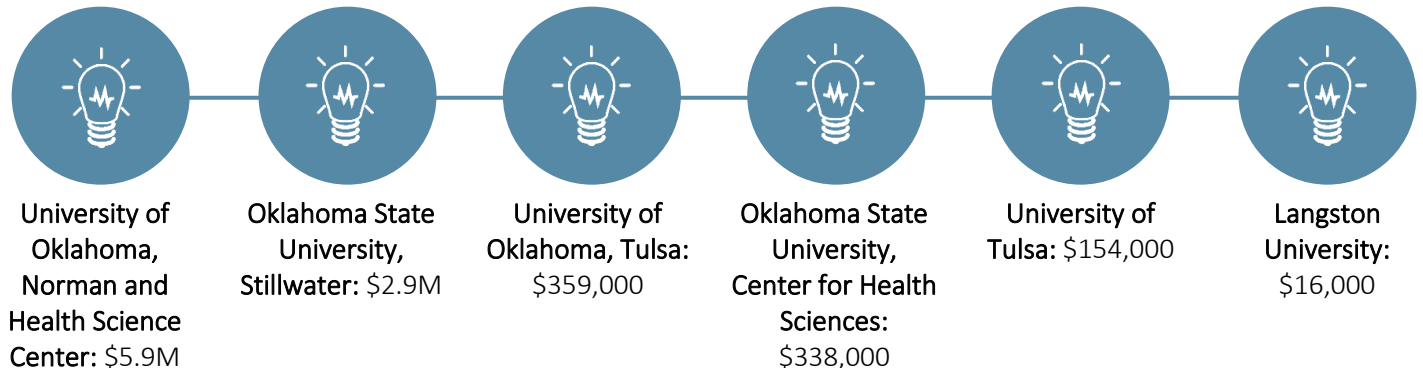 University of
Oklahoma,
Norman and
Health Science
Center: $5.9M
Oklahoma State
University,
Stillwater: $2.9M
University of
Oklahoma, Tulsa:
$359,000
Oklahoma State
University,
Center for Health
Sciences:
$338,000
University of
Tulsa: $154,000
Langston
University:
$16,000